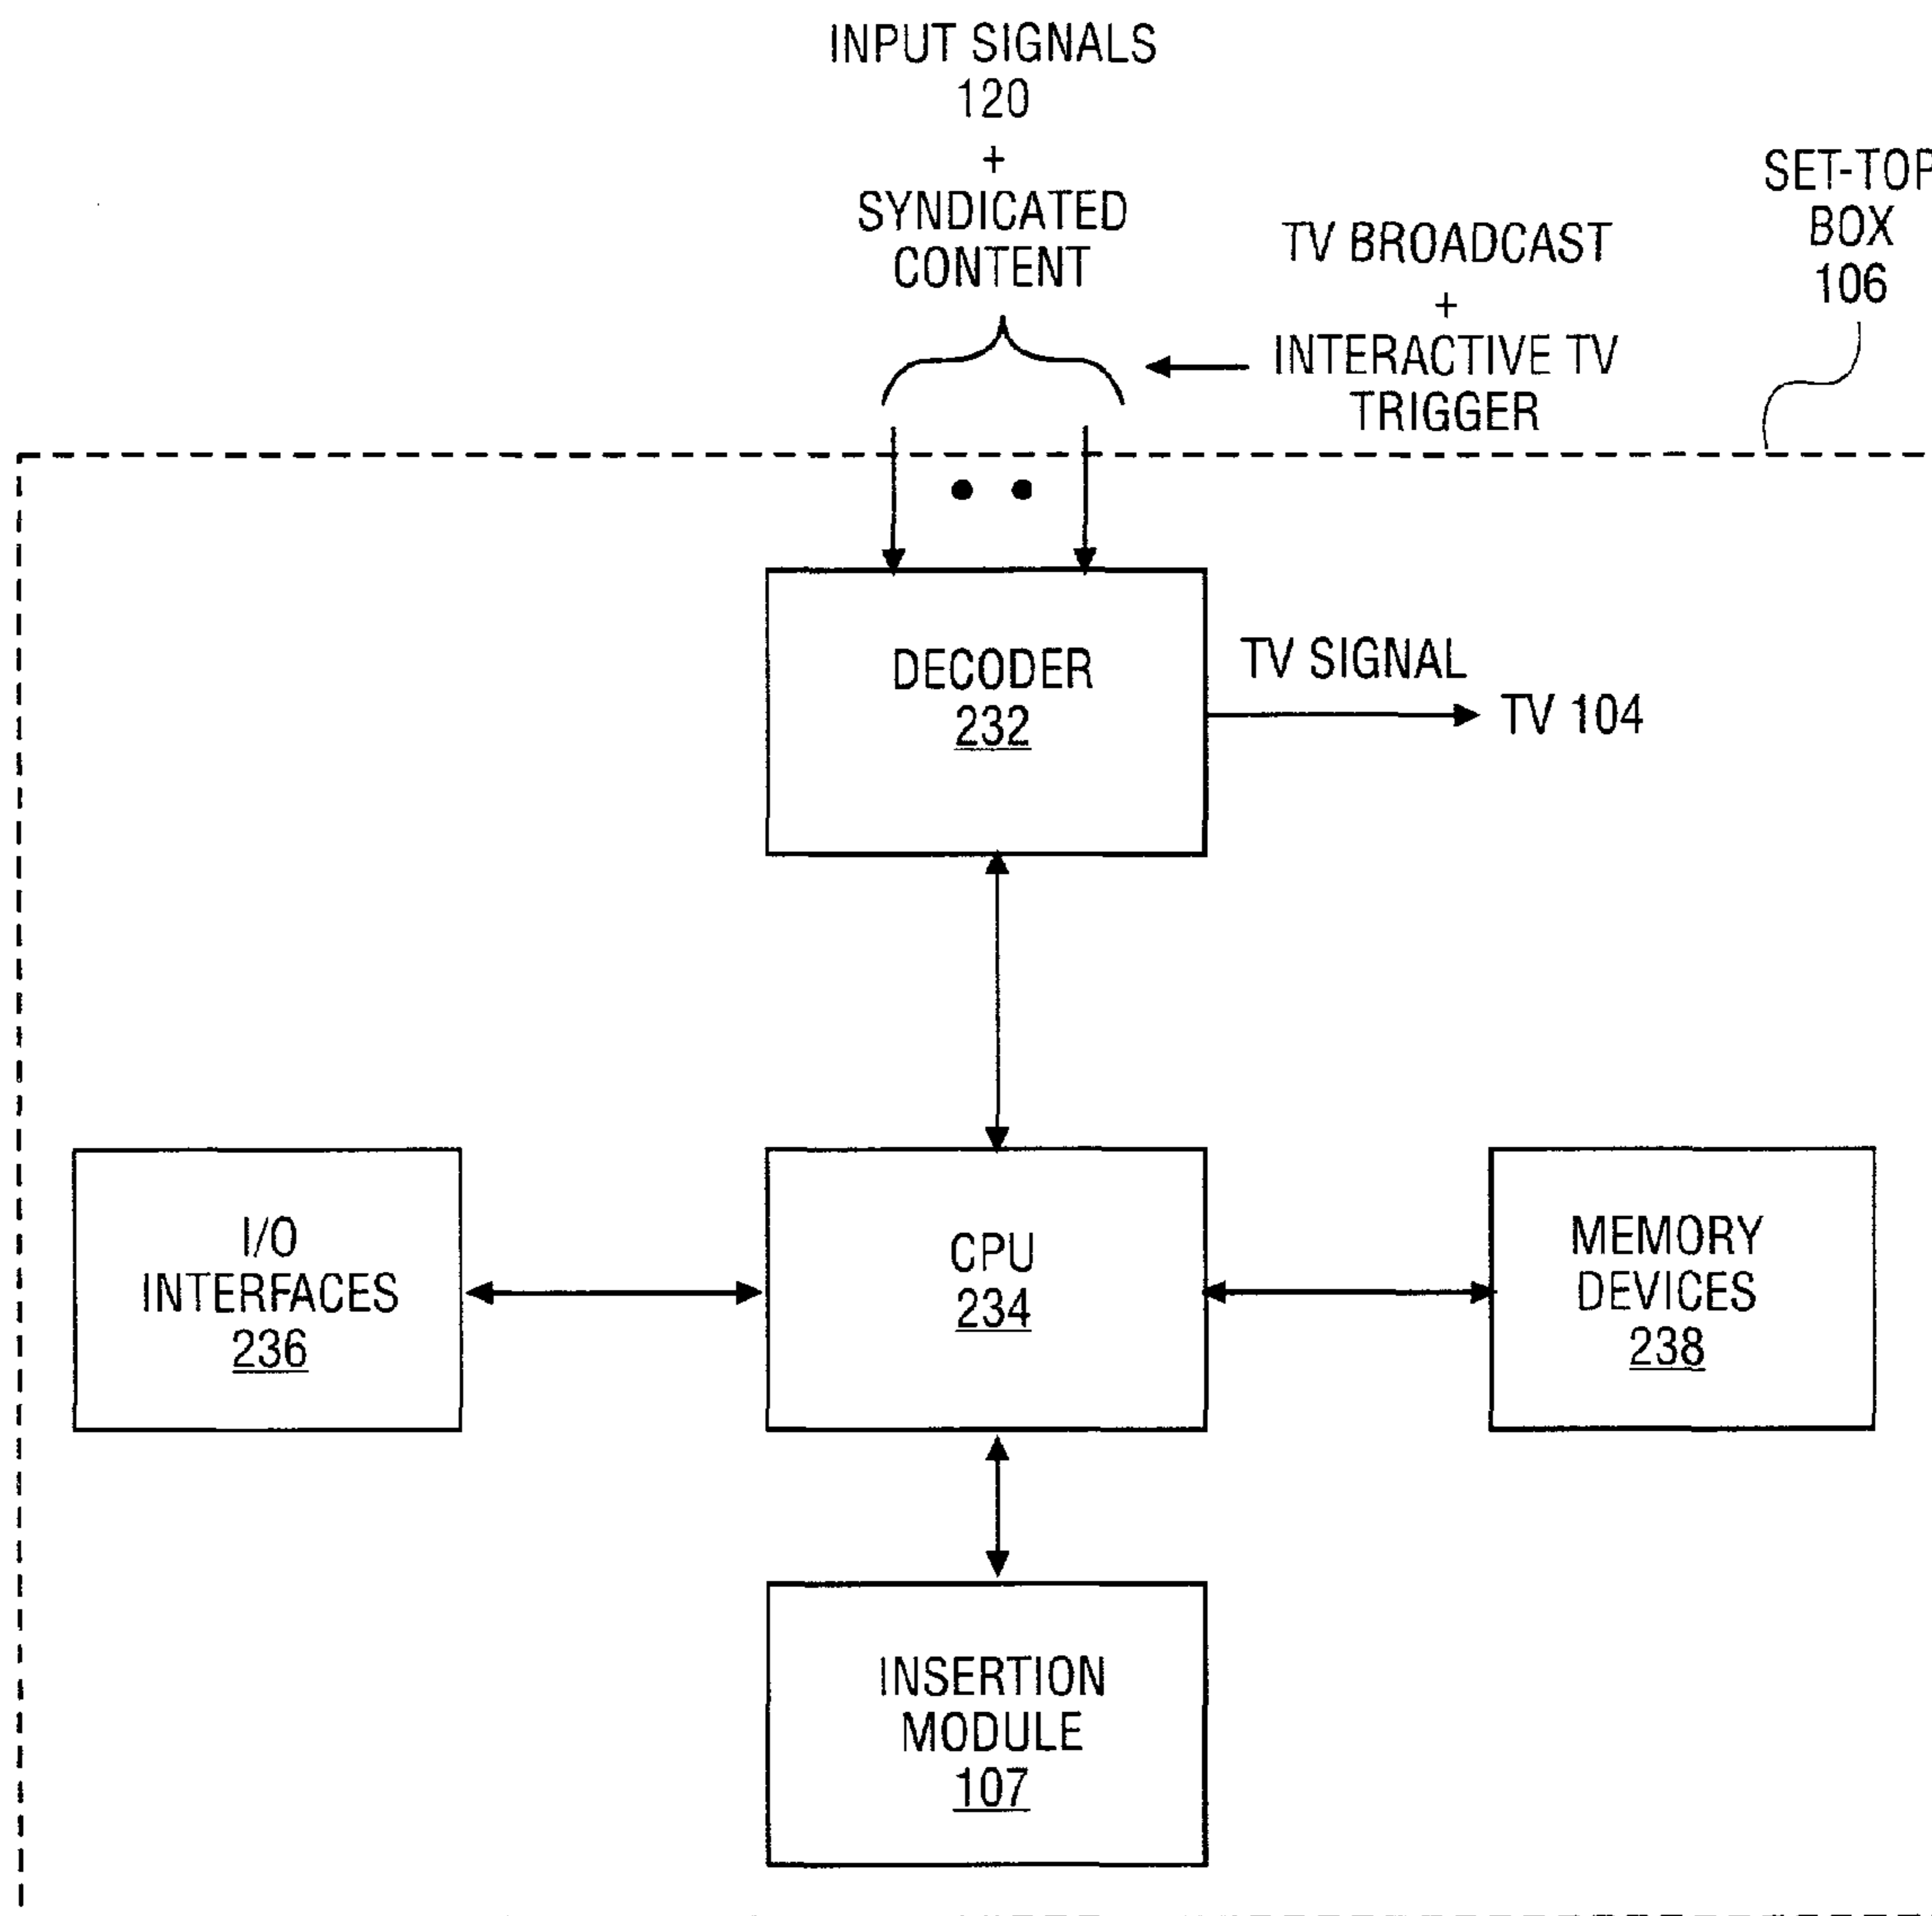 INPUT SIGNALS
120
+
SYNDICATED
CONTENT
TV BROADCAST
+
INTERACTIVE TV
TRIGGER
SET-TOP
BOX
106
DECODER
232
TV SIGNAL
TV 104
I/O
INTERFACES
236
CPU
234
MEMORY
DEVICES
238
INSERTION
MODULE
107